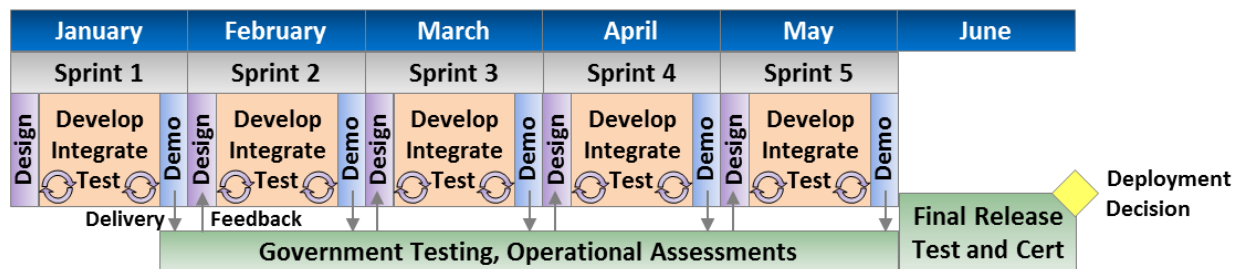 January February March April May June
Sprint 1 Sprint 2 Sprint 3 Sprint 4 Sprint 5
Design Develop Demo Design Develop Demo Design Develop Demo Design Develop Demo Design Develop Demo
Integrate Integrate Integrate Integrate Integrate
Test Test Test Test Test
Delivery Feedback
Government Testing, Operational Assessments
Final Release
Test and Cert
Deployment
Decision